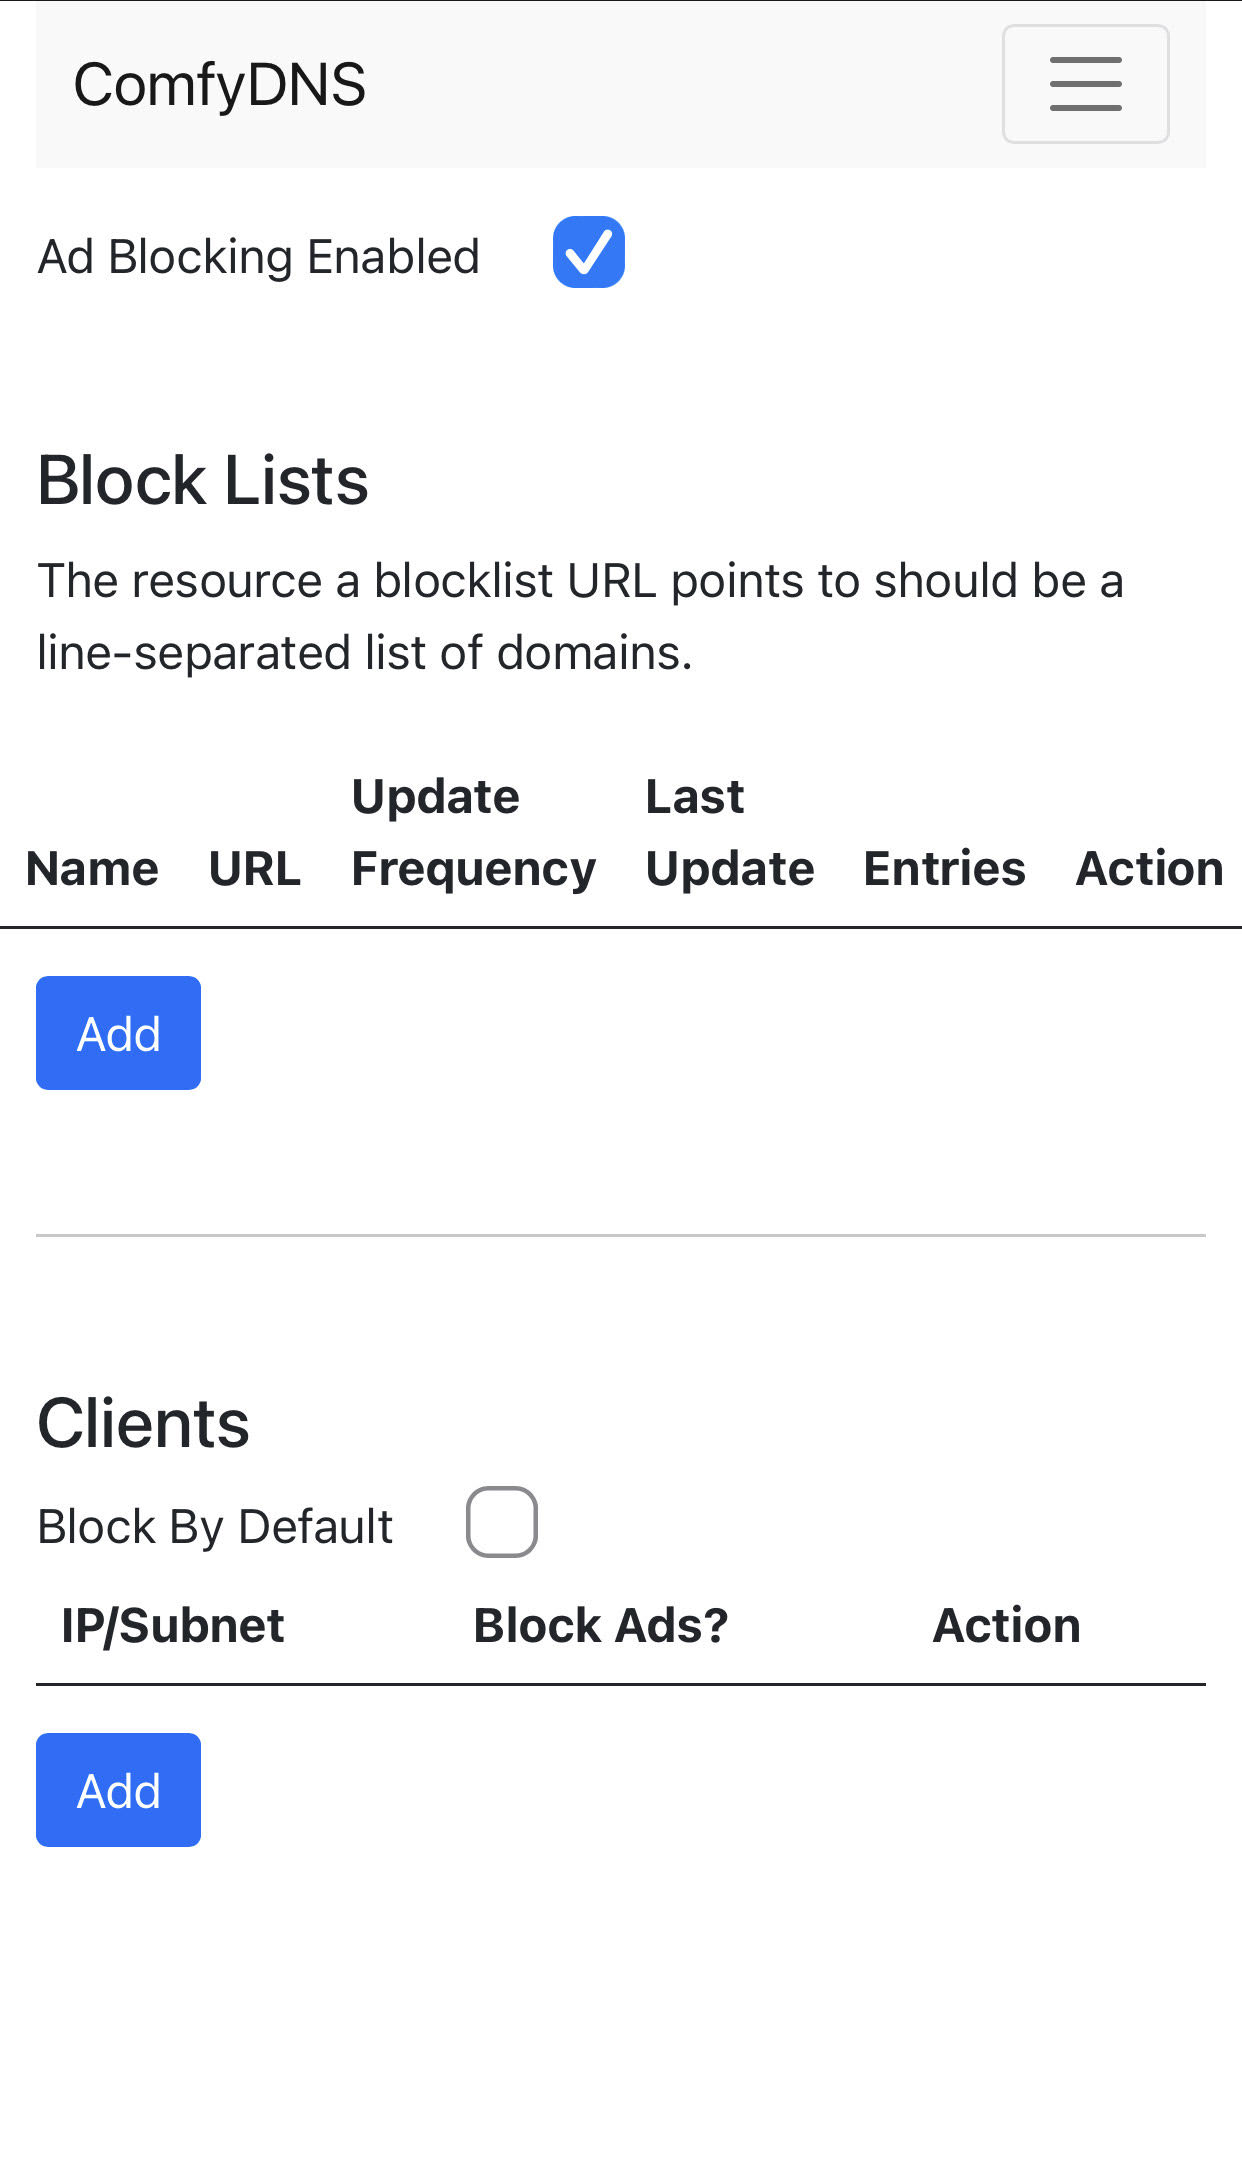 ComfyDNS
Ad Blocking Enabled
Block Lists
The resource a blocklist URL points to should be a
line-separated list of domains.
Name URL Update Frequency Last Update Entries Action
Add
Clients
Block By Default
IP/Subnet Block Ads? Action
Add